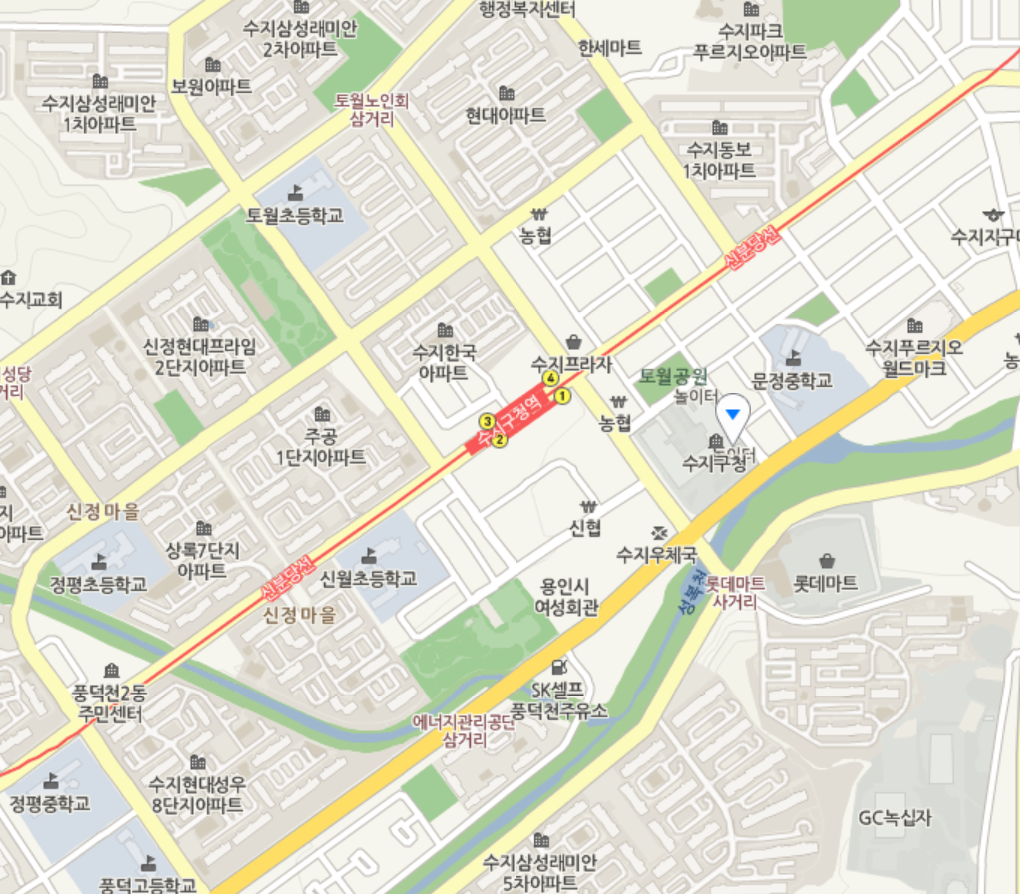 행정복지센터
수지삼성래미안
2차아파트
수지파크
푸르지오아파트
한세마트
보원아파트
수지삼성래미안
1차아파트
토월노인회
삼거리
현대아파트
수지동보
1차아파트
토월초등학교
농협
신분당선
수지지구대
수지교회
신정현대프라임
2단지아파트
수지한국
아파트
수지프라자
토월공원
놀이터
문정중학교
수지푸르지오
월드마크
성당
거리
4
1
3
2
수지구청역
농협
주공
1단지아파트
수지구청
신정마을
신협
수지우체국
상록7단지
아파트
정평초등학교
신분당선
신월초등학교
롯데마트
롯데마트
사거리
성복천
용인시
여성회관
신정마을
SK셀프
풍덕천주유소
풍덕천2동
주민센터
에너지관리공단
삼거리
수지현대성우
8단지아파트
정평중학교
GC녹십자
수지삼성래미안
5차아파트
풍덕고등학교